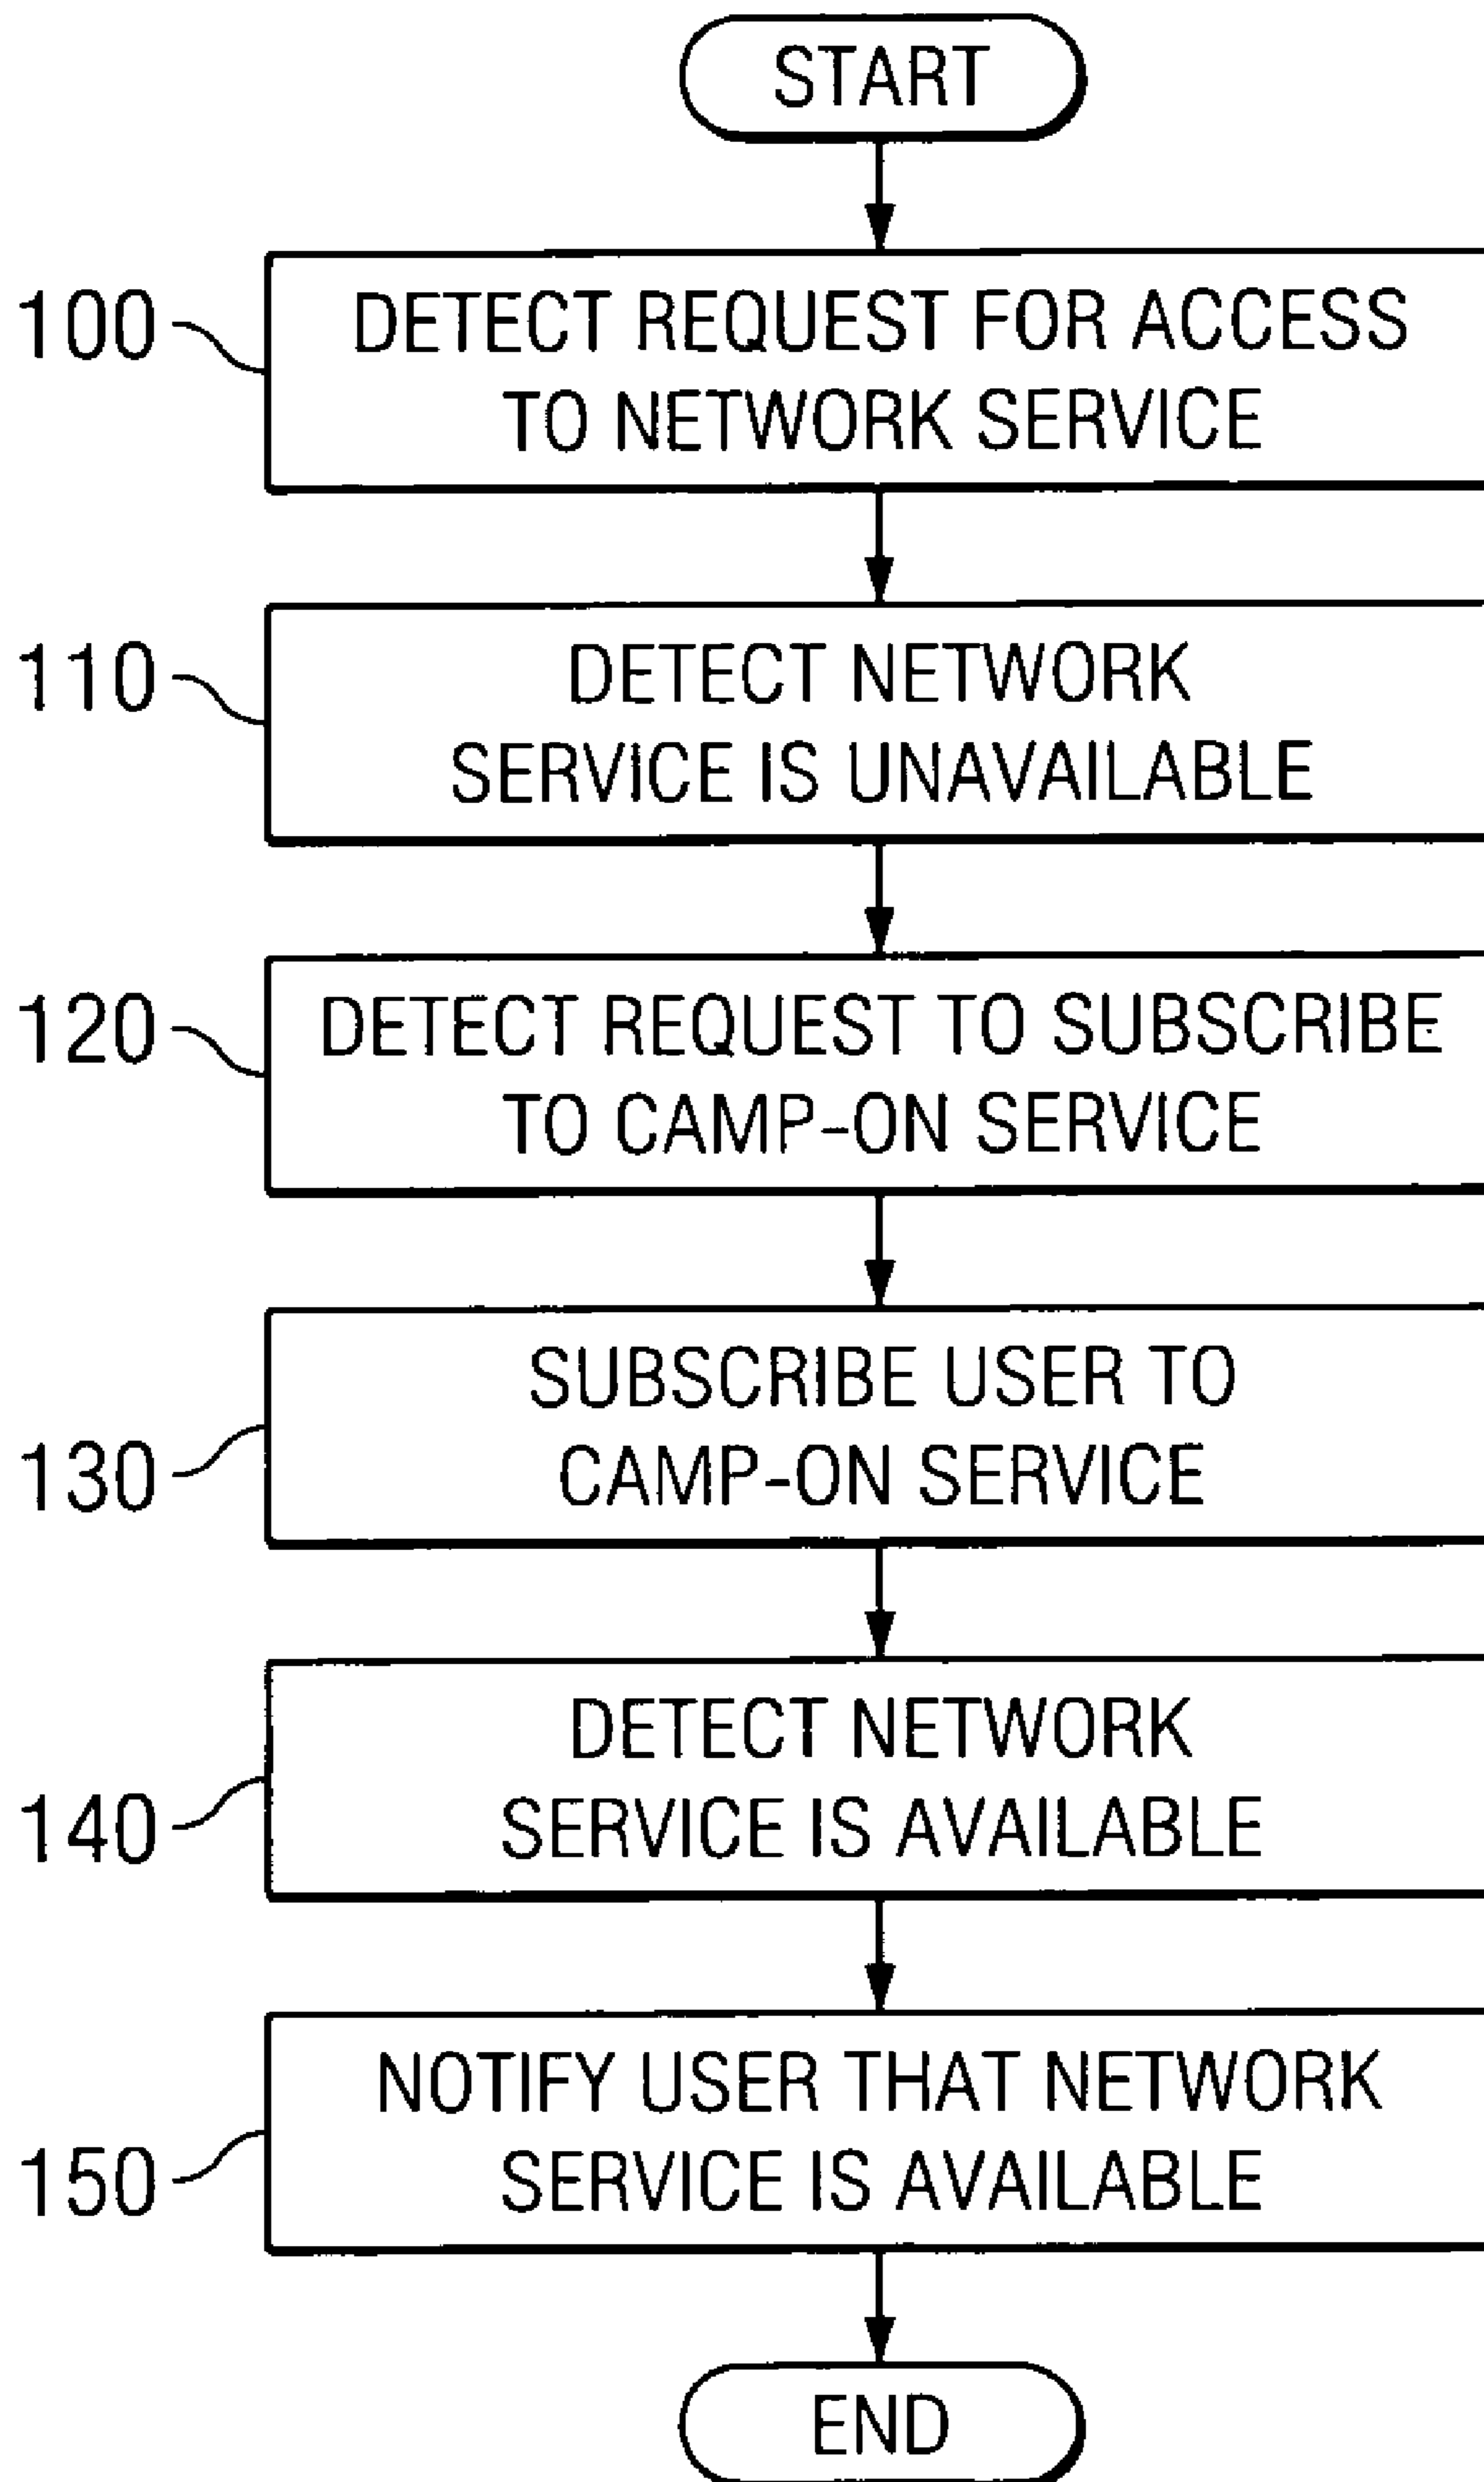 START
100
DETECT REQUEST FOR ACCESS
TO NETWORK SERVICE
110
DETECT NETWORK
SERVICE IS UNAVAILABLE
120
DETECT REQUEST TO SUBSCRIBE
TO CAMP-ON SERVICE
130
SUBSCRIBE USER TO
CAMP-ON SERVICE
140
DETECT NETWORK
SERVICE IS AVAILABLE
150
NOTIFY USER THAT NETWORK
SERVICE IS AVAILABLE
END